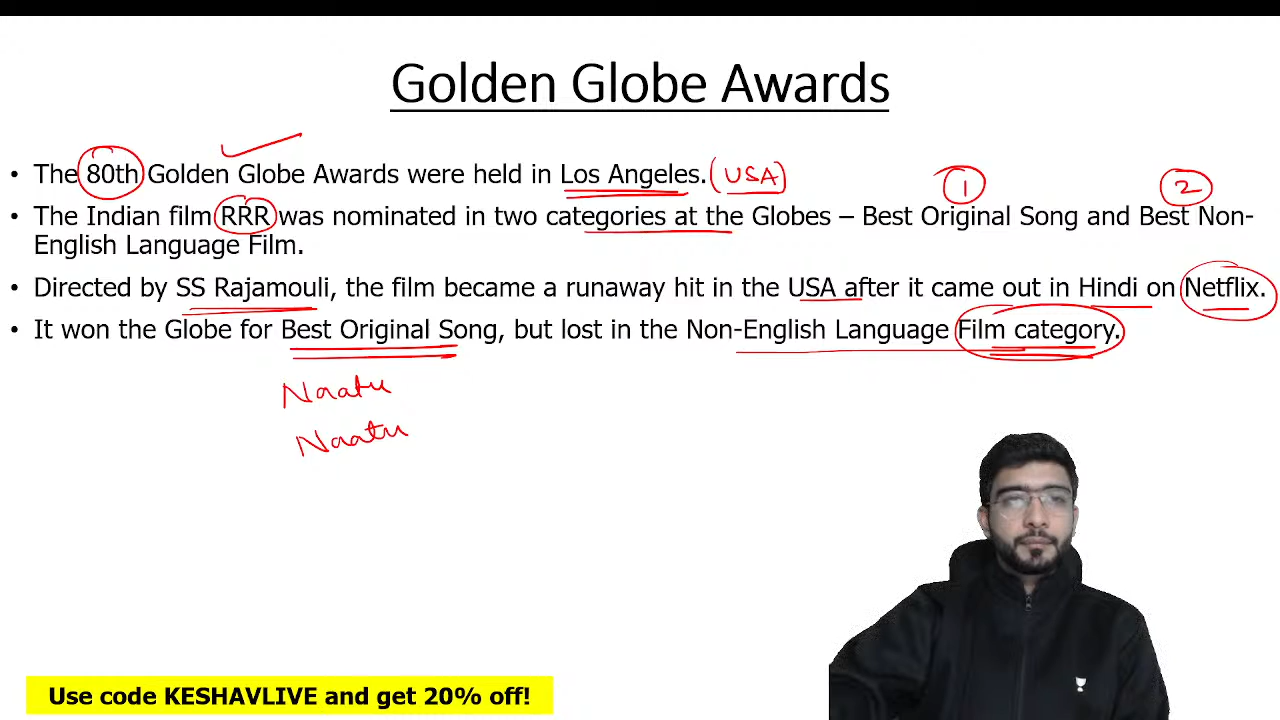 Golden Globe Awards
• The 80th Golden Globe Awards were held in Los Angeles. (USA)
1 2
• The Indian film RRR was nominated in two categories at the Globes – Best Original Song and Best Non-
English Language Film.
• Directed by SS Rajamouli, the film became a runaway hit in the USA after it came out in Hindi on Netflix.
• It won the Globe for Best Original Song, but lost in the Non-English Language Film category.
Naatu
Naatu
Use code KESHAVLIVE and get 20% off!